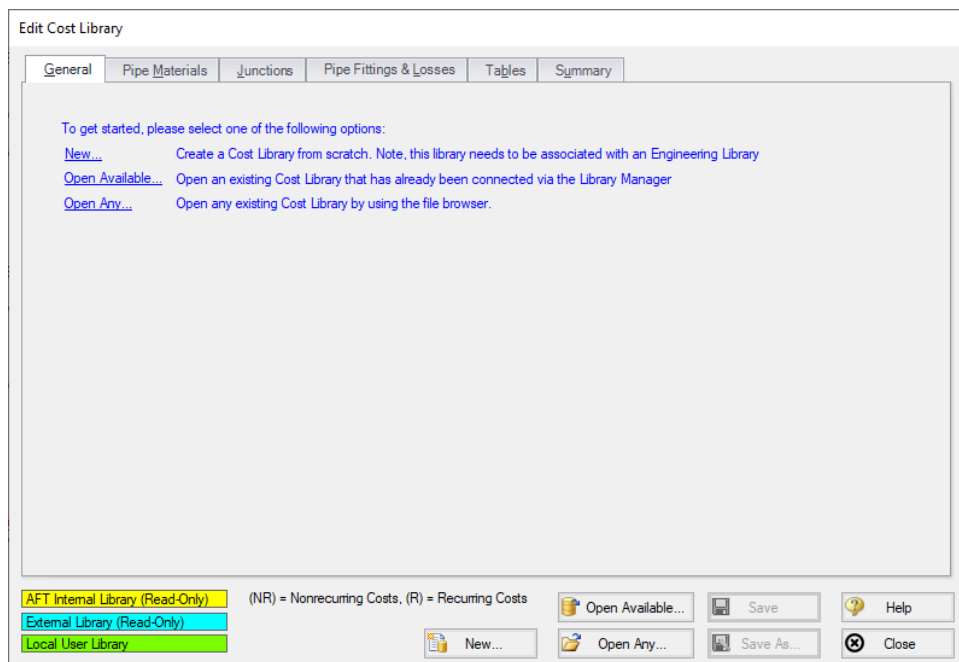 Edit Cost Library
General Pipe Materials Junctions Pipe Fittings & Losses Tables Summary
To get started, please select one of the following options:
New... Create a Cost Library from scratch. Note, this library needs to be associated with an Engineering Library
Open Available... Open an existing Cost Library that has already been connected via the Library Manager
Open Any... Open any existing Cost Library by using the file browser.
AFT Internal Library (Read-Only) (NR) = Nonrecurring Costs, (R) = Recurring Costs Open Available... Save Help
External Library (Read-Only)
Local User Library New... Open Any... Save As... Close